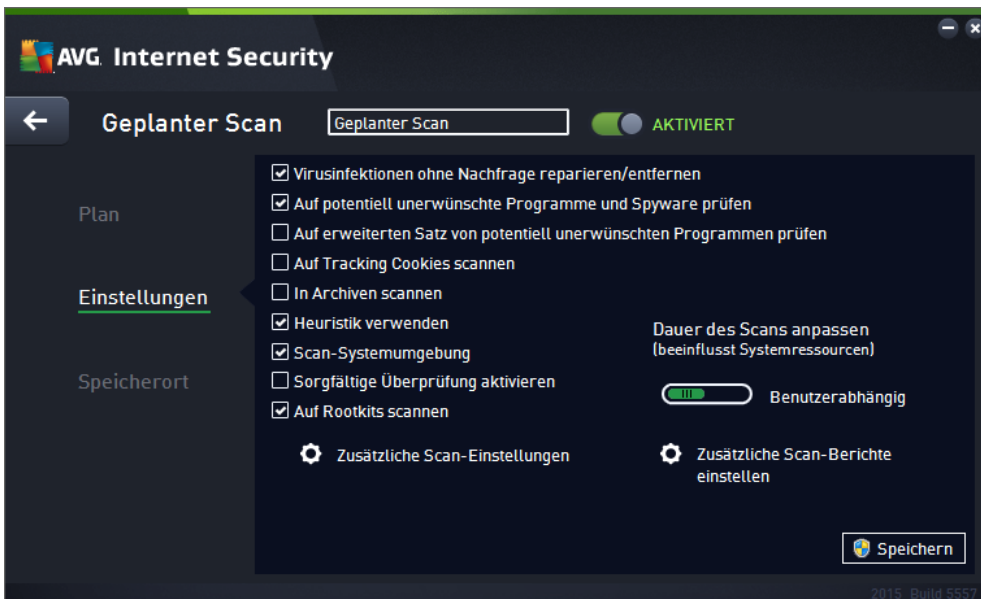 AVG. Internet Security
Geplanter Scan
Geplanter Scan
AKTIVIERT
Plan
Einstellungen
Speicherort
Virusinfektionen ohne Nachfrage reparieren/entfernen
Auf potentiell unerwünschte Programme und Spyware prüfen
Auf erweiterten Satz von potentiell unerwünschten Programmen prüfen
Auf Tracking Cookies scannen
In Archiven scannen
Heuristik verwenden
Scan-Systemumgebung
Sorgfältige Überprüfung aktivieren
Auf Rootkits scannen
Zusätzliche Scan-Einstellungen
Dauer des Scans anpassen
(beeinflusst Systemressourcen)
Benutzerabhängig
Zusätzliche Scan-Berichte
einstellen
Speichern
2015 Build 5557